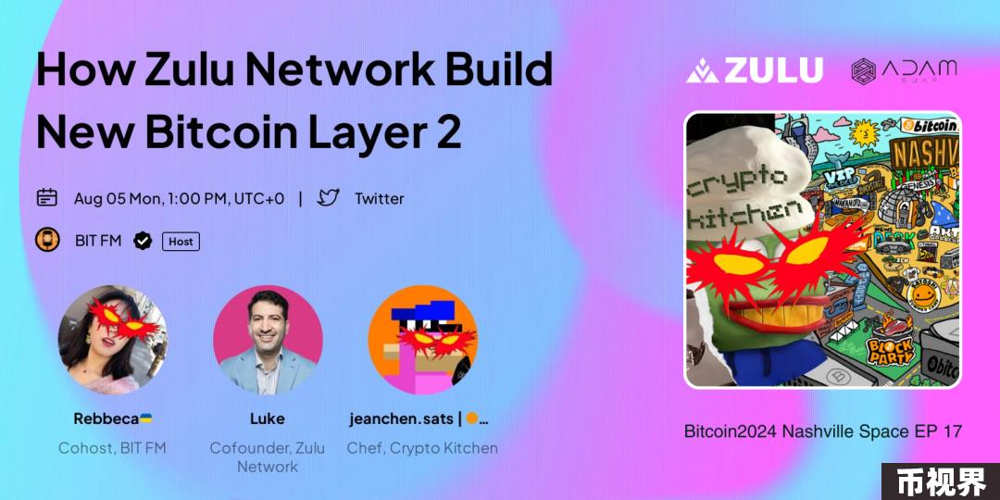 How Zulu Network Build
New Bitcoin Layer 2
Aug 05 Mon, 1:00 PM, UTC+0 | Twitter
BIT FM Host
Rebbeca
Cohost, BIT FM
Luke
Cofounder, Zulu
Network
jeanchen.sats | ...
Chef, Crypto Kitchen
ZULU
ADAM
SWAP
crypto
kitchen
bitcoin
NASHV
VIP
GENESIS
BLOCK
PARTY
Bitcoin2024 Nashville Space EP 17
币视界